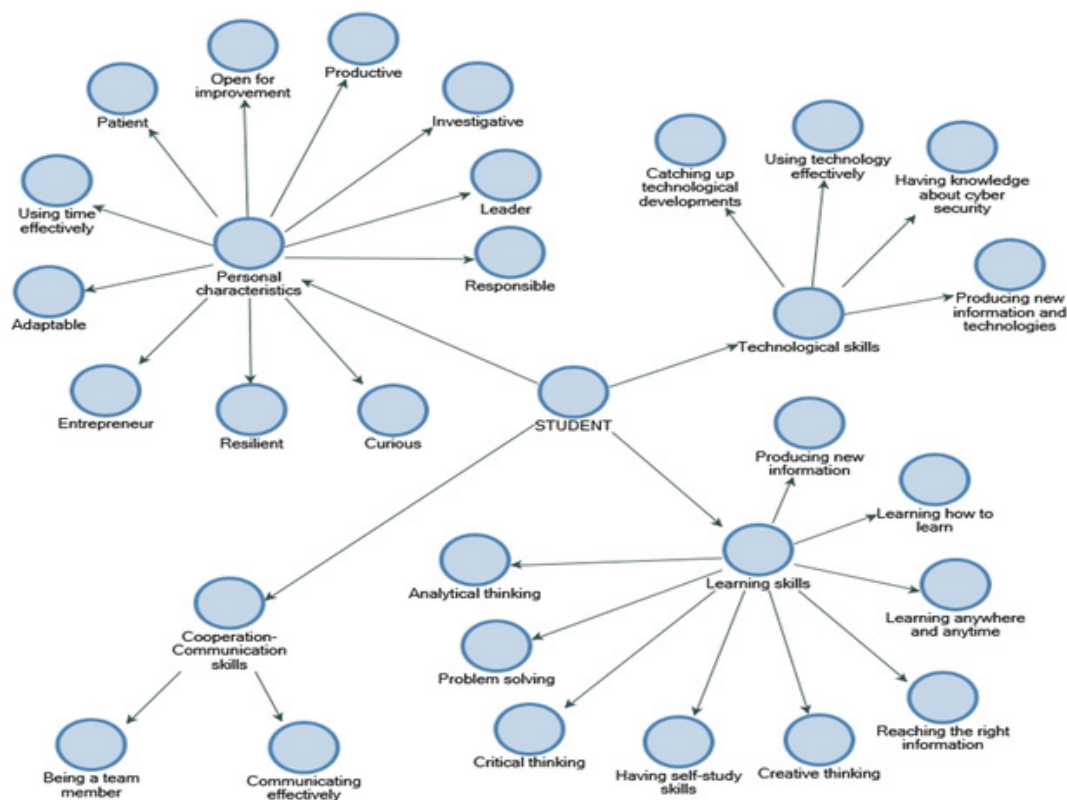 Productive
Open for
improvement
Patient
Investigative
Using time
effectively
Leader
Personal
characteristics
Responsible
Adaptable
Entrepreneur
Resilient
Curious
Catching up
technological
developments
Using technology
effectively
Having knowledge
about cyber
security
Producing new
information and
technologies
Technological skills
STUDENT
Producing new
information
Learning how to
learn
Learning skills
Analytical thinking
Learning anywhere
and anytime
Problem solving
Reaching the right
information
Critical thinking
Having self-study
skills
Creative thinking
Cooperation-
Communication
skills
Being a team
member
Communicating
effectively